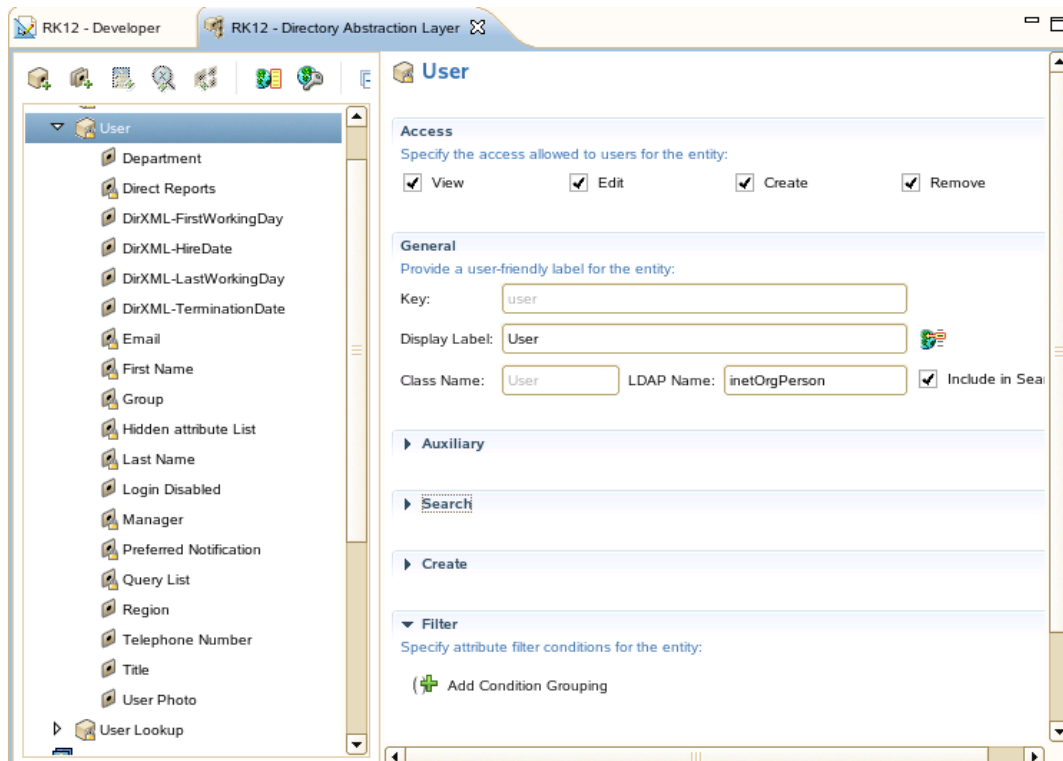 RK12 - Developer
RK12 - Directory Abstraction Layer
User
Department
Direct Reports
DirXML-FirstWorkingDay
DirXML-HireDate
DirXML-LastWorkingDay
DirXML-TerminationDate
Email
First Name
Group
Hidden attribute List
Last Name
Login Disabled
Manager
Preferred Notification
Query List
Region
Telephone Number
Title
User Photo
User Lookup
User
Access
Specify the access allowed to users for the entity:
View Edit Create Remove
General
Provide a user-friendly label for the entity:
Key: user
Display Label: User
Class Name: User LDAP Name: inetOrgPerson Include in Sear
Auxiliary
Search
Create
Filter
Specify attribute filter conditions for the entity:
Add Condition Grouping